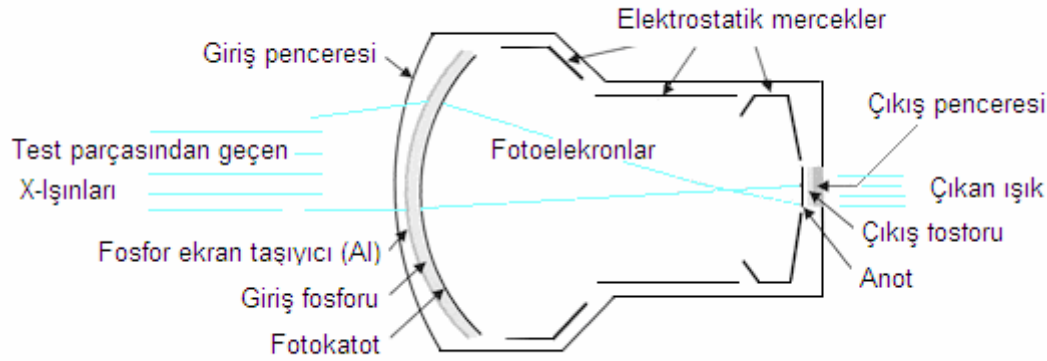 Elektrostatik mercekler
Giriş penceresi
Çıkış penceresi
Test parçasından geçen
X-Işınları
Fotoelekronlar
Çıkan ışık
Fosfor ekran taşıyıcı (Al)
Çıkış fosforu
Giriş fosforu
Anot
Fotokatot